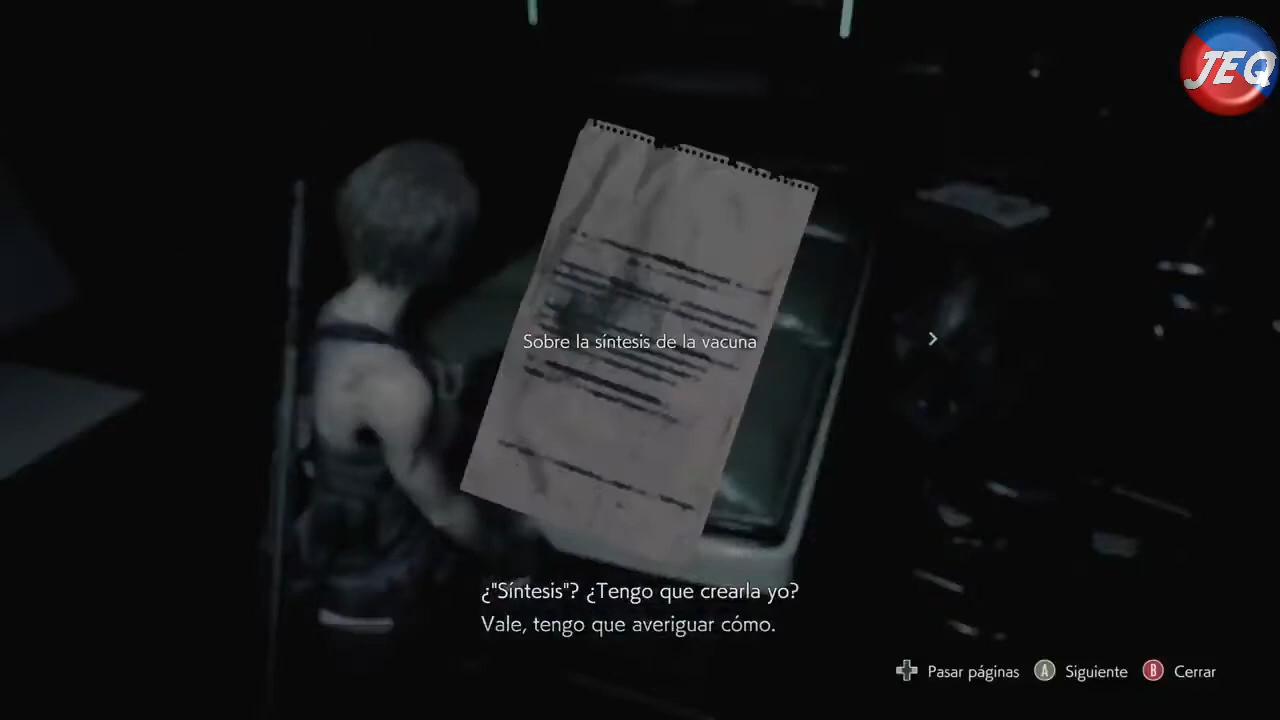 JEQ
Sobre la síntesis de la vacuna
¿"Síntesis"? ¿Tengo que crearla yo?
Vale, tengo que averiguar cómo.
Pasar páginas A Siguiente B Cerrar